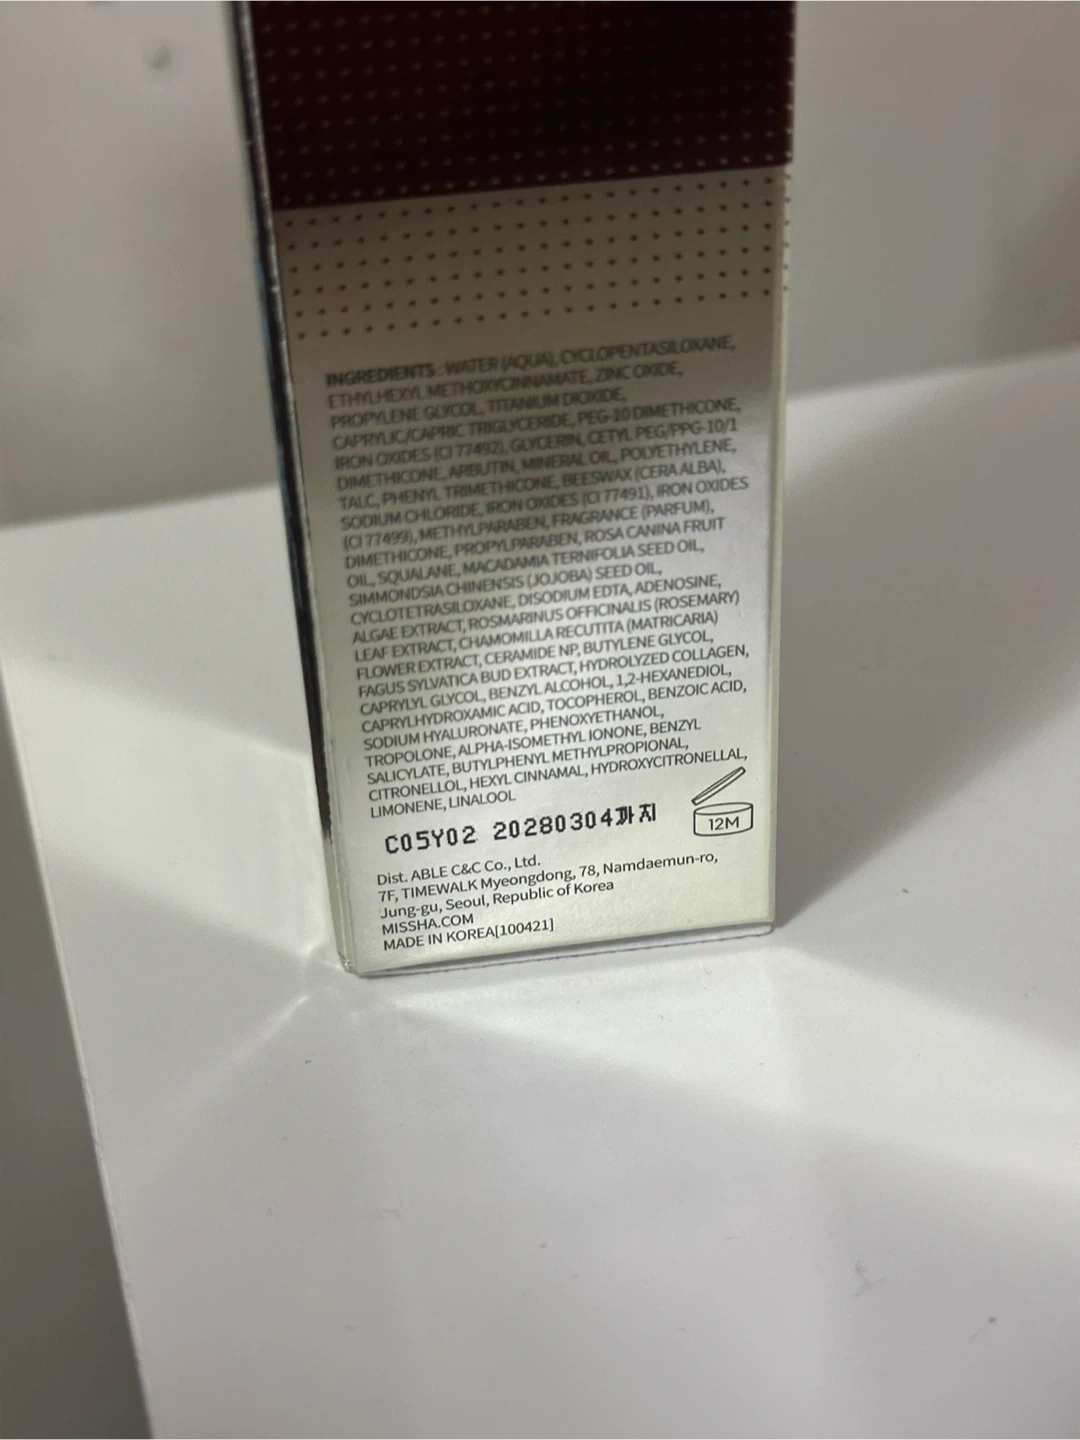 INGREDIENTS : WATER (AQUA), CYCLOPENTASILOXANE,
ETHYLHEXYL METHOXYCINNAMATE, ZINC OXIDE,
PROPYLENE GLYCOL, TITANIUM DIOXIDE,
CAPRYLIC/CAPRIC TRIGLYCERIDE, PEG-10 DIMETHICONE,
IRON OXIDES (CI 77492), GLYCERIN, CETYL PEG/PPG-10/1
DIMETHICONE, ARBUTIN, MINERAL OIL, POLYETHYLENE,
TALC, PHENYL TRIMETHICONE, BEESWAX (CERA ALBA),
SODIUM CHLORIDE, IRON OXIDES (CI 77491), IRON OXIDES
(CI 77499), METHYLPARABEN, FRAGRANCE (PARFUM),
DIMETHICONE, PROPYLPARABEN, ROSA CANINA FRUIT
OIL, SQUALANE, MACADAMIA TERNIFOLIA SEED OIL,
SIMMONDSIA CHINENSIS (JOJOBA) SEED OIL,
CYCLOTETRASILOXANE, DISODIUM EDTA, ADENOSINE,
ALGAE EXTRACT, ROSMARINUS OFFICINALIS (ROSEMARY)
LEAF EXTRACT, CHAMOMILLA RECUTITA (MATRICARIA)
FLOWER EXTRACT, CERAMIDE NP, BUTYLENE GLYCOL,
FAGUS SYLVATICA BUD EXTRACT, HYDROLYZED COLLAGEN,
CAPRYLYL GLYCOL, BENZYL ALCOHOL, 1,2-HEXANEDIOL,
CAPRYLHYDROXAMIC ACID, TOCOPHEROL, BENZOIC ACID,
SODIUM HYALURONATE, PHENOXYETHANOL,
TROPOLONE, ALPHA-ISOMETHYL IONONE, BENZYL
SALICYLATE, BUTYLPHENYL METHYLPROPIONAL,
CITRONELLOL, HEXYL CINNAMAL, HYDROXYCITRONELLAL,
LIMONENE, LINALOOL
C05Y02 20280304까지
12M
Dist. ABLE C&C Co., Ltd.
7F, TIMEWALK Myeongdong, 78, Namdaemun-ro,
Jung-gu, Seoul, Republic of Korea
MISSHA.COM
MADE IN KOREA[100421]